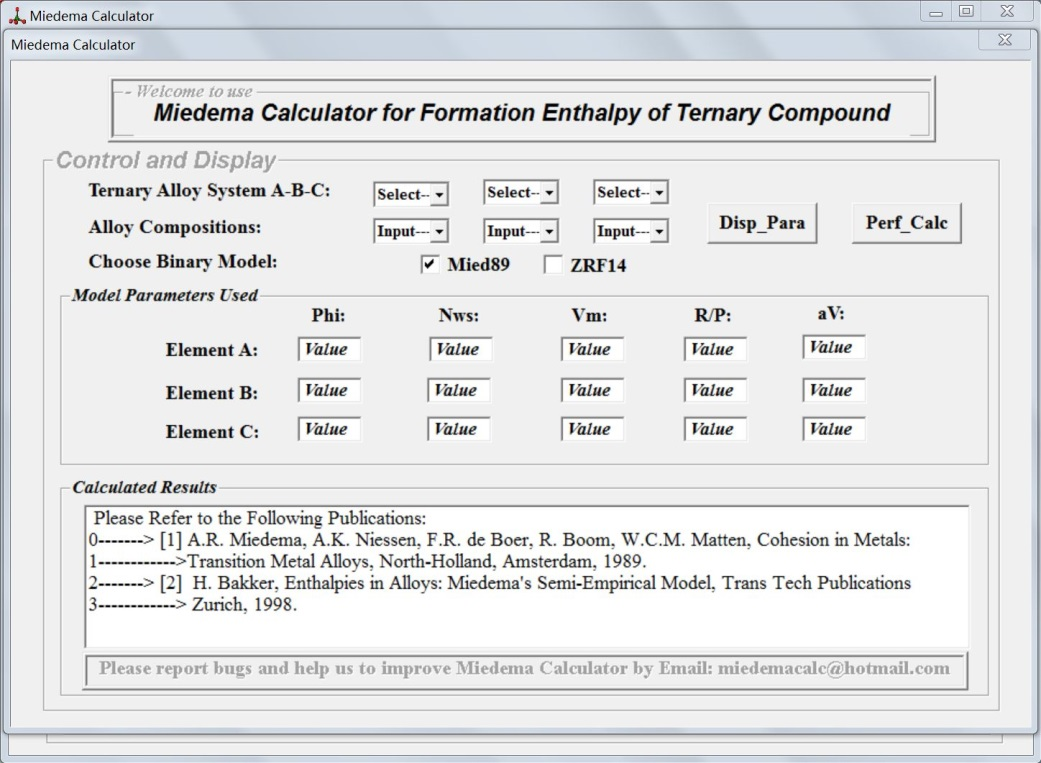 Miedema Calculator
Miedema Calculator
- Welcome to use
Miedema Calculator for Formation Enthalpy of Ternary Compound
Control and Display
Ternary Alloy System A-B-C: Select-- Select-- Select--
Alloy Compositions: Input--- Input--- Input--- Disp_Para Perf_Calc
Choose Binary Model: Mied89 ZRF14
Model Parameters Used
Phi: Nws: Vm: R/P: aV:
Element A: Value Value Value Value Value
Element B: Value Value Value Value Value
Element C: Value Value Value Value Value
Calculated Results
Please Refer to the Following Publications:
0-------> [1] A.R. Miedema, A.K. Niessen, F.R. de Boer, R. Boom, W.C.M. Matten, Cohesion in Metals:
1------------>Transition Metal Alloys, North-Holland, Amsterdam, 1989.
2-------> [2]  H. Bakker, Enthalpies in Alloys: Miedema's Semi-Empirical Model, Trans Tech Publications
3------------> Zurich, 1998.
Please report bugs and help us to improve Miedema Calculator by Email: miedemacalc@hotmail.com